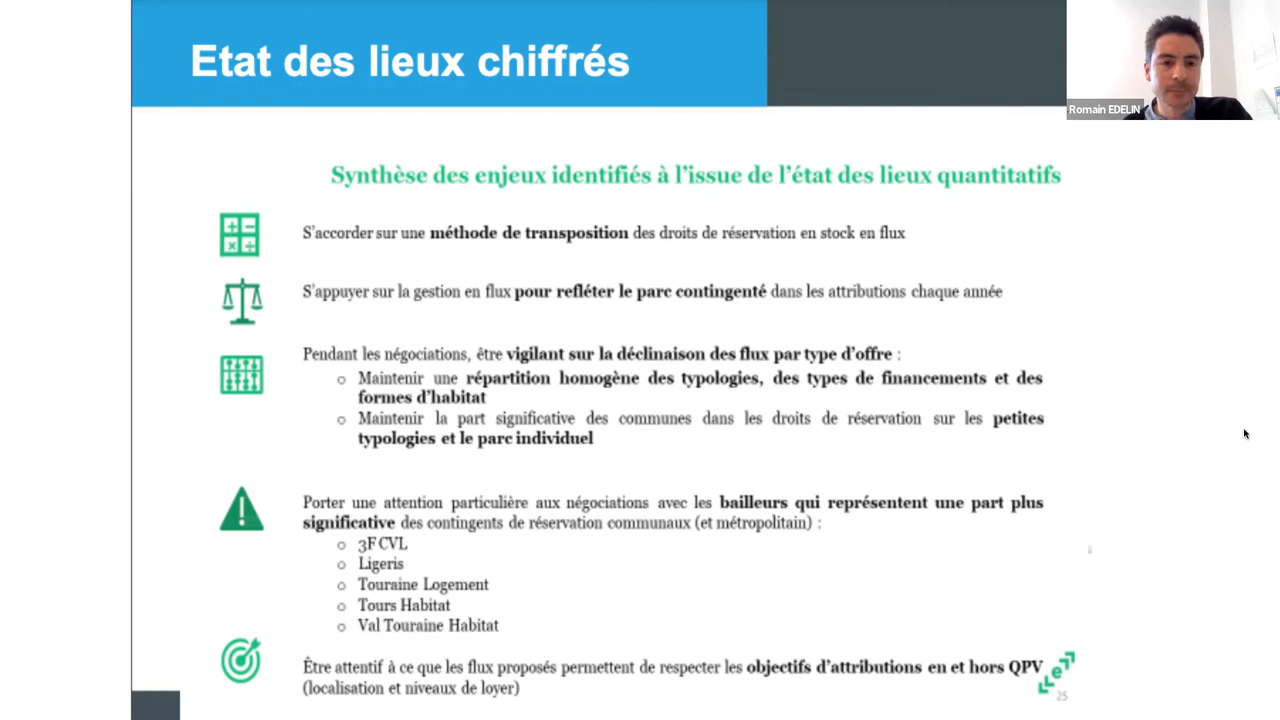 Etat des lieux chiffrés
Romain EDELIN
Synthèse des enjeux identifiés à l'issue de l'état des lieux quantitatifs
S'accorder sur une méthode de transposition des droits de réservation en stock en flux
S'appuyer sur la gestion en flux pour refléter le parc contingenté dans les attributions chaque année
Pendant les négociations, être vigilant sur la déclinaison des flux par type d'offre :
o Maintenir une répartition homogène des typologies, des types de financements et des
formes d'habitat
o Maintenir la part significative des communes dans les droits de réservation sur les petites
typologies et le parc individuel
Porter une attention particulière aux négociations avec les bailleurs qui représentent une part plus
significative des contingents de réservation communaux (et métropolitain) :
o 3F CVL
o Ligeris
o Touraine Logement
o Tours Habitat
o Val Touraine Habitat
Être attentif à ce que les flux proposés permettent de respecter les objectifs d'attributions en et hors QPV
(localisation et niveaux de loyer)
e
25